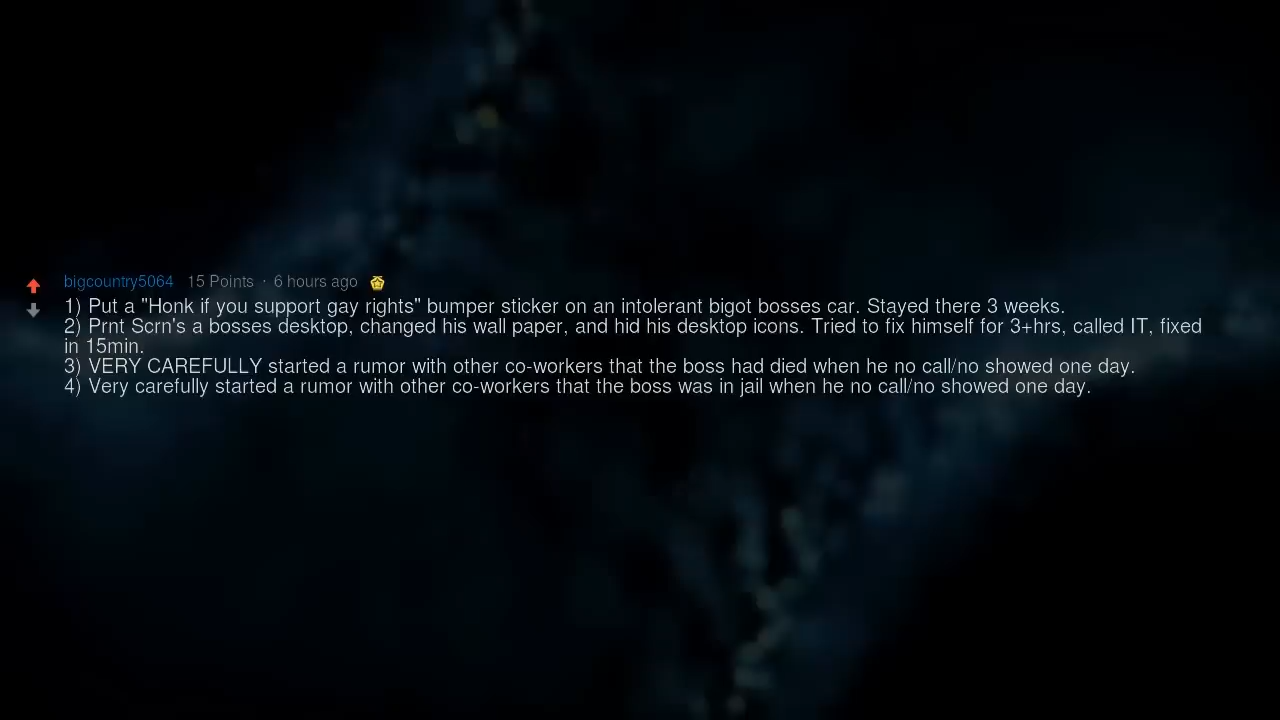 bigcountry5064 15 Points · 6 hours ago
1) Put a "Honk if you support gay rights" bumper sticker on an intolerant bigot bosses car. Stayed there 3 weeks.
2) Prnt Scrn's a bosses desktop, changed his wall paper, and hid his desktop icons. Tried to fix himself for 3+hrs, called IT, fixed
in 15min.
3) VERY CAREFULLY started a rumor with other co-workers that the boss had died when he no call/no showed one day.
4) Very carefully started a rumor with other co-workers that the boss was in jail when he no call/no showed one day.